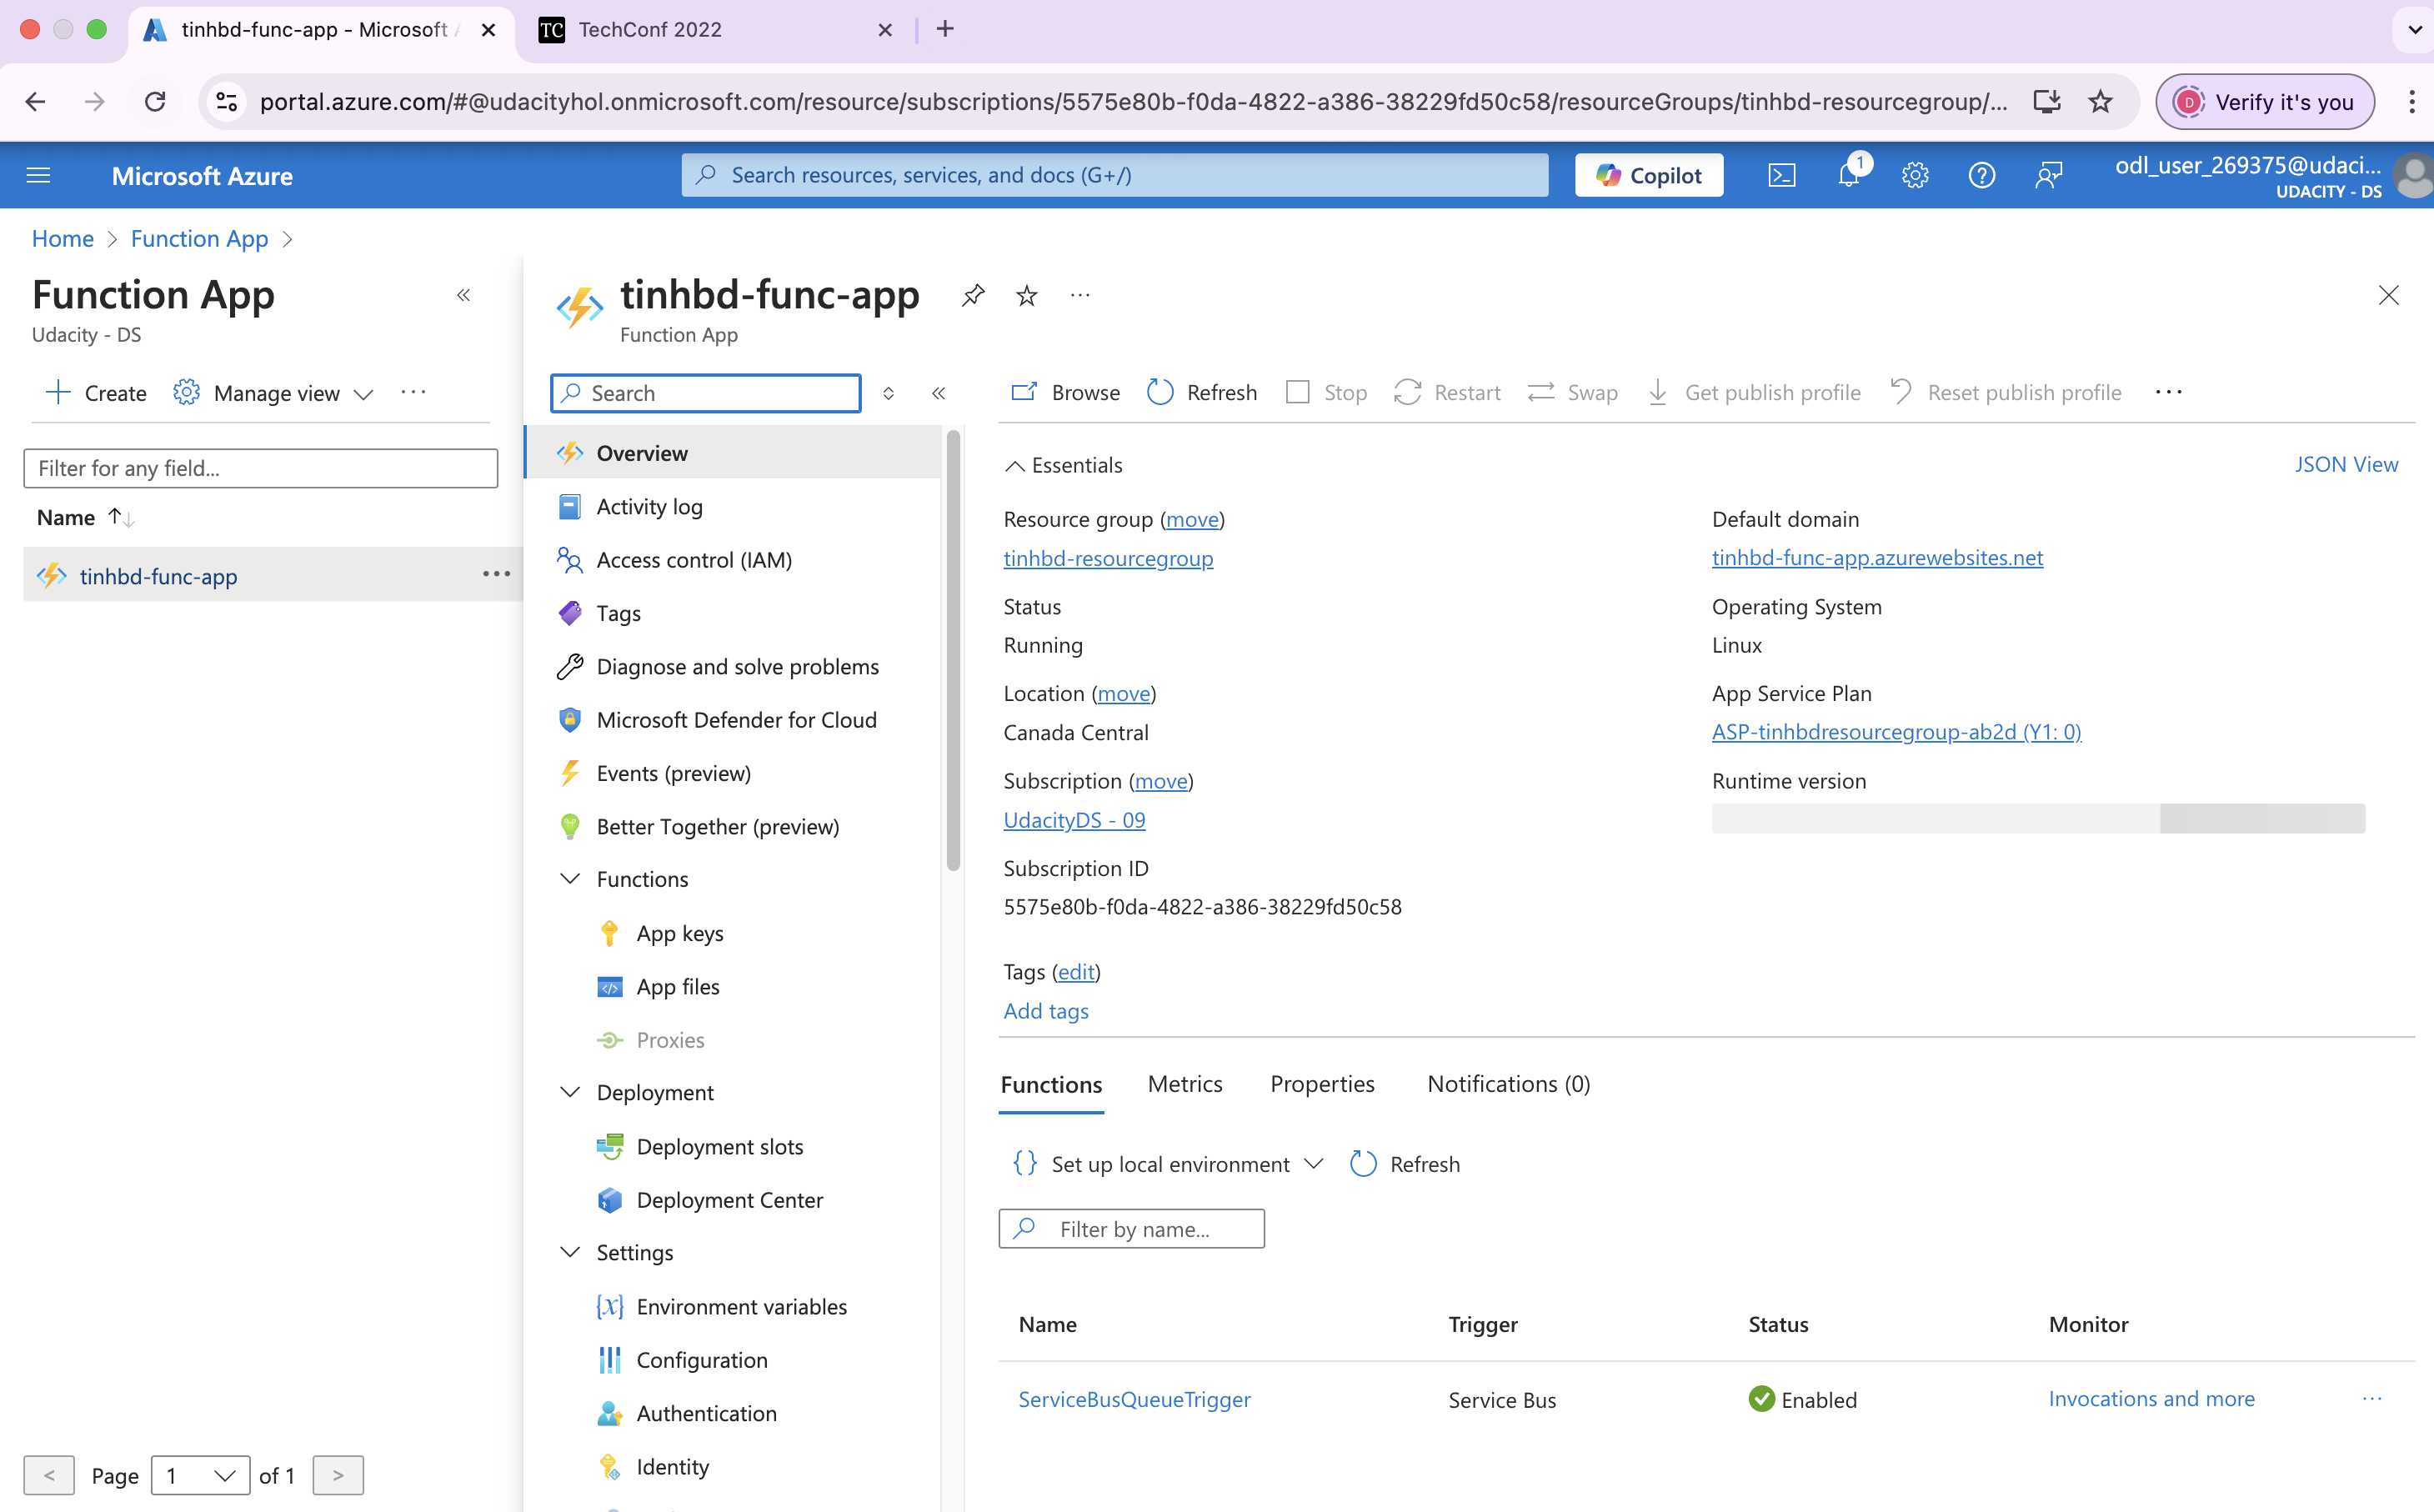 tinhbd-func-app - Microsoft
TC TechConf 2022
portal.azure.com/#@udacityhol.onmicrosoft.com/resource/subscriptions/5575e80b-f0da-4822-a386-38229fd50c58/resourceGroups/tinhbd-resourcegroup/...
D Verify it's you
Microsoft Azure
Search resources, services, and docs (G+/)
Copilot
1
odl_user_269375@udaci...
UDACITY - DS
Home > Function App >
Function App
Udacity - DS
Create
Manage view
Filter for any field...
Name
tinhbd-func-app
< Page 1 of 1 >
tinhbd-func-app
Function App
Search
Overview
Activity log
Access control (IAM)
Tags
Diagnose and solve problems
Microsoft Defender for Cloud
Events (preview)
Better Together (preview)
Functions
App keys
App files
Proxies
Deployment
Deployment slots
Deployment Center
Settings
Environment variables
Configuration
Authentication
Identity
Browse Refresh Stop Restart Swap Get publish profile Reset publish profile
Essentials
JSON View
Resource group (move)
tinhbd-resourcegroup
Status
Running
Location (move)
Canada Central
Subscription (move)
UdacityDS - 09
Subscription ID
5575e80b-f0da-4822-a386-38229fd50c58
Default domain
tinhbd-func-app.azurewebsites.net
Operating System
Linux
App Service Plan
ASP-tinhbdresourcegroup-ab2d (Y1: 0)
Runtime version
Tags (edit)
Add tags
Functions Metrics Properties Notifications (0)
{} Set up local environment Refresh
Filter by name...
Name Trigger Status Monitor
ServiceBusQueueTrigger Service Bus Enabled Invocations and more